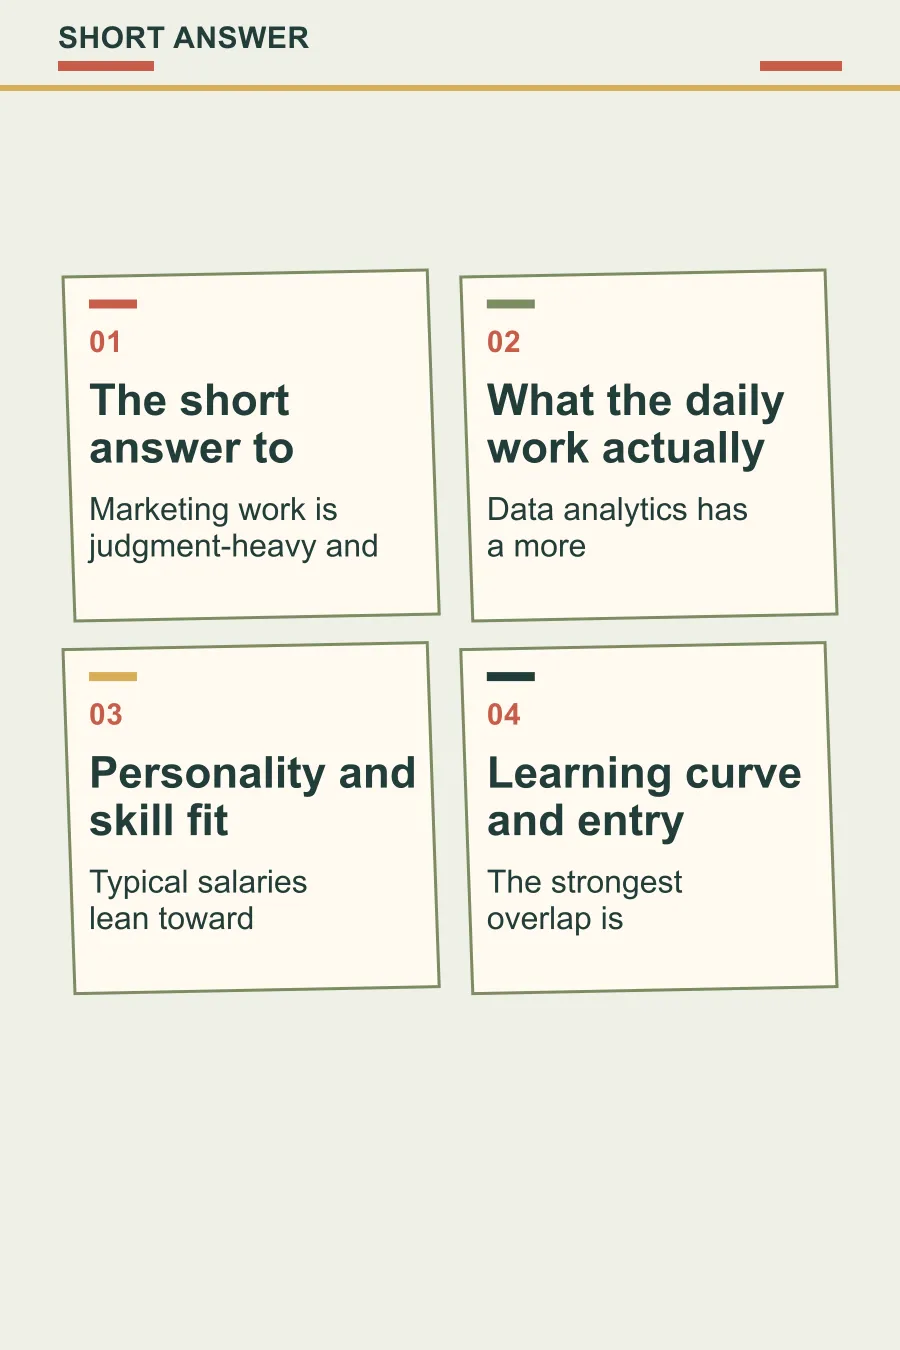 SHORT ANSWER
01
The short
answer to
Marketing work is
judgment-heavy and
02
What the daily
work actually
Data analytics has
a more
03
Personality and
skill fit
Typical salaries
lean toward
04
Learning curve
and entry
The strongest
overlap is